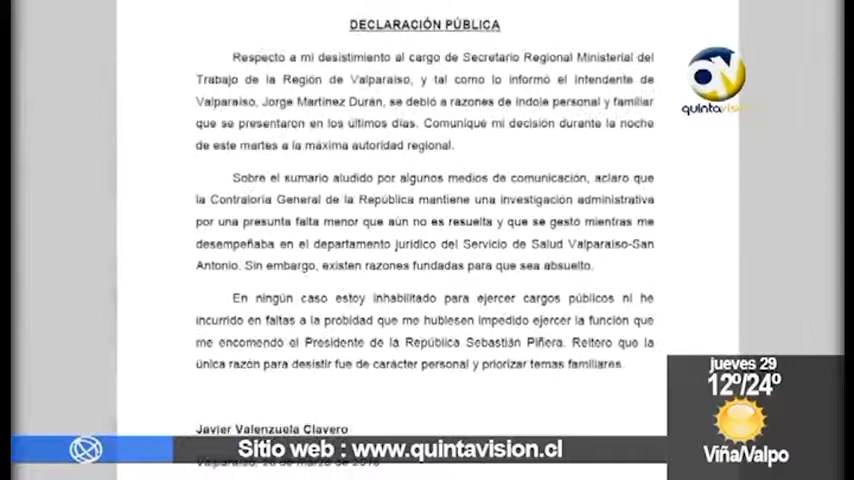 DECLARACIÓN PÚBLICA
Respecto a mi desistimiento al cargo de Secretario Regional Ministerial del
Trabajo de la Región de Valparaíso, y tal como lo informó el Intendente de
Valparaíso, Jorge Martínez Durán, se debió a razones de índole personal y familiar
que se presentaron en los últimos días. Comuniqué mi decisión durante la noche
de este martes a la máxima autoridad regional.
Sobre el sumario aludido por algunos medios de comunicación, aclaro que
la Contraloría General de la República mantiene una investigación administrativa
por una presunta falta menor que aún no es resuelta y que se gestó mientras me
desempeñaba en el departamento jurídico del Servicio de Salud Valparaíso-San
Antonio. Sin embargo, existen razones fundadas para que sea absuelto.
En ningún caso estoy inhabilitado para ejercer cargos públicos ni he
incurrido en faltas a la probidad que me hubiesen impedido ejercer la función que
me encomendó el Presidente de la República Sebastián Piñera. Reitero que la
única razón para desistir fue de carácter personal y priorizar temas familiares.
Javier Valenzuela Clavero
Valparaíso, 28 de marzo de 2018
QV
quintavisión
Sitio web : www.quintavision.cl
jueves 29
12º/24º
Viña/Valpo